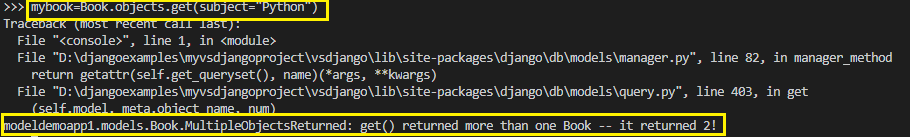 >>> mybook=Book.objects.get(subject="Python")
Traceback (most recent call last):
  File "<console>", line 1, in <module>
  File "D:\djangoexamples\myvsdjangoproject\vsdjango\lib\site-packages\django\db\models\manager.py", line 82, in manager_method
    return getattr(self.get_queryset(), name)(*args, **kwargs)
  File "D:\djangoexamples\myvsdjangoproject\vsdjango\lib\site-packages\django\db\models\query.py", line 403, in get
    (self.model._meta.object_name, num)
modeldemoapp1.models.Book.MultipleObjectsReturned: get() returned more than one Book -- it returned 2!